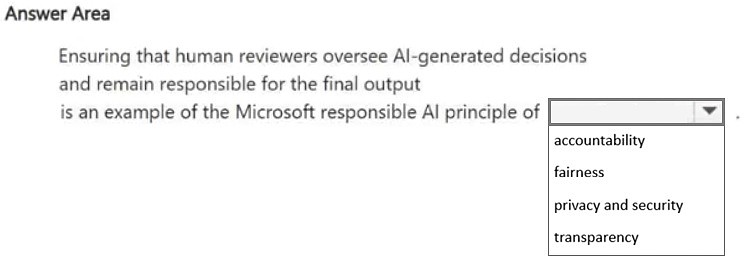 Answer Area
Ensuring that human reviewers oversee AI-generated decisions
and remain responsible for the final output
is an example of the Microsoft responsible AI principle of .
accountability
fairness
privacy and security
transparency